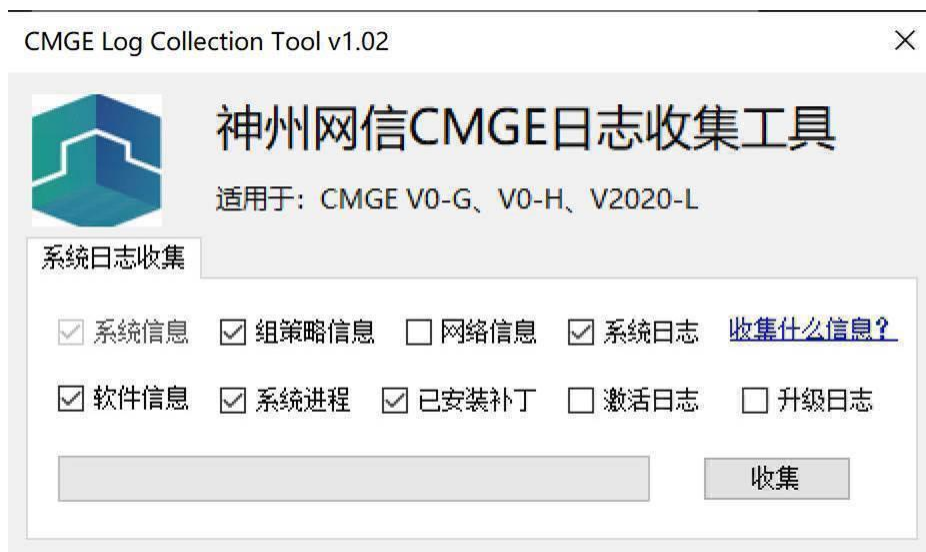 CMGE Log Collection Tool v1.02
神州网信CMGE日志收集工具
适用于：CMGE V0-G、V0-H、V2020-L
系统日志收集
系统信息 组策略信息 网络信息 系统日志 收集什么信息?
软件信息 系统进程 已安装补丁 激活日志 升级日志
收集